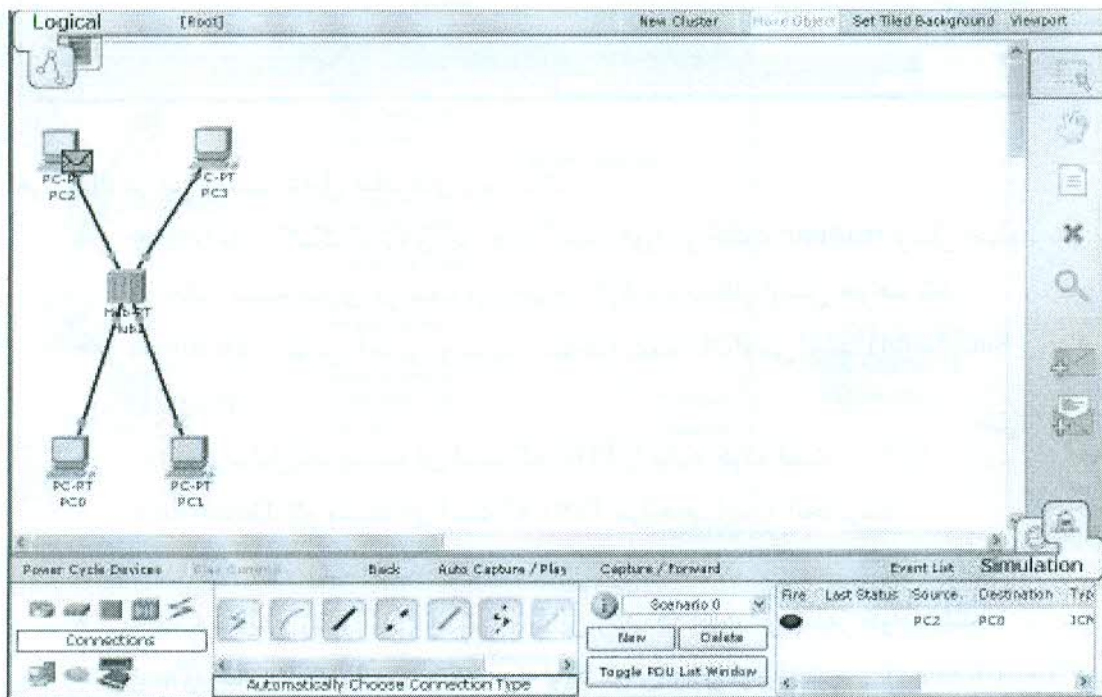 Logical [Root] New Cluster Move Object Set Tiled Background Viewport
PC-PT
PC2
PC-PT
PC3
Hub-PT
Hub1
PC-PT
PC0
PC-PT
PC1
Power Cycle Devices Back Auto Capture / Play Capture / Forward Event List Simulation
Connections
Automatically Choose Connection Type
Scenario 0
New Delete
Toggle PDU List Window
Fire Last Status Source Destination Typ
PC2 PC0 ICM